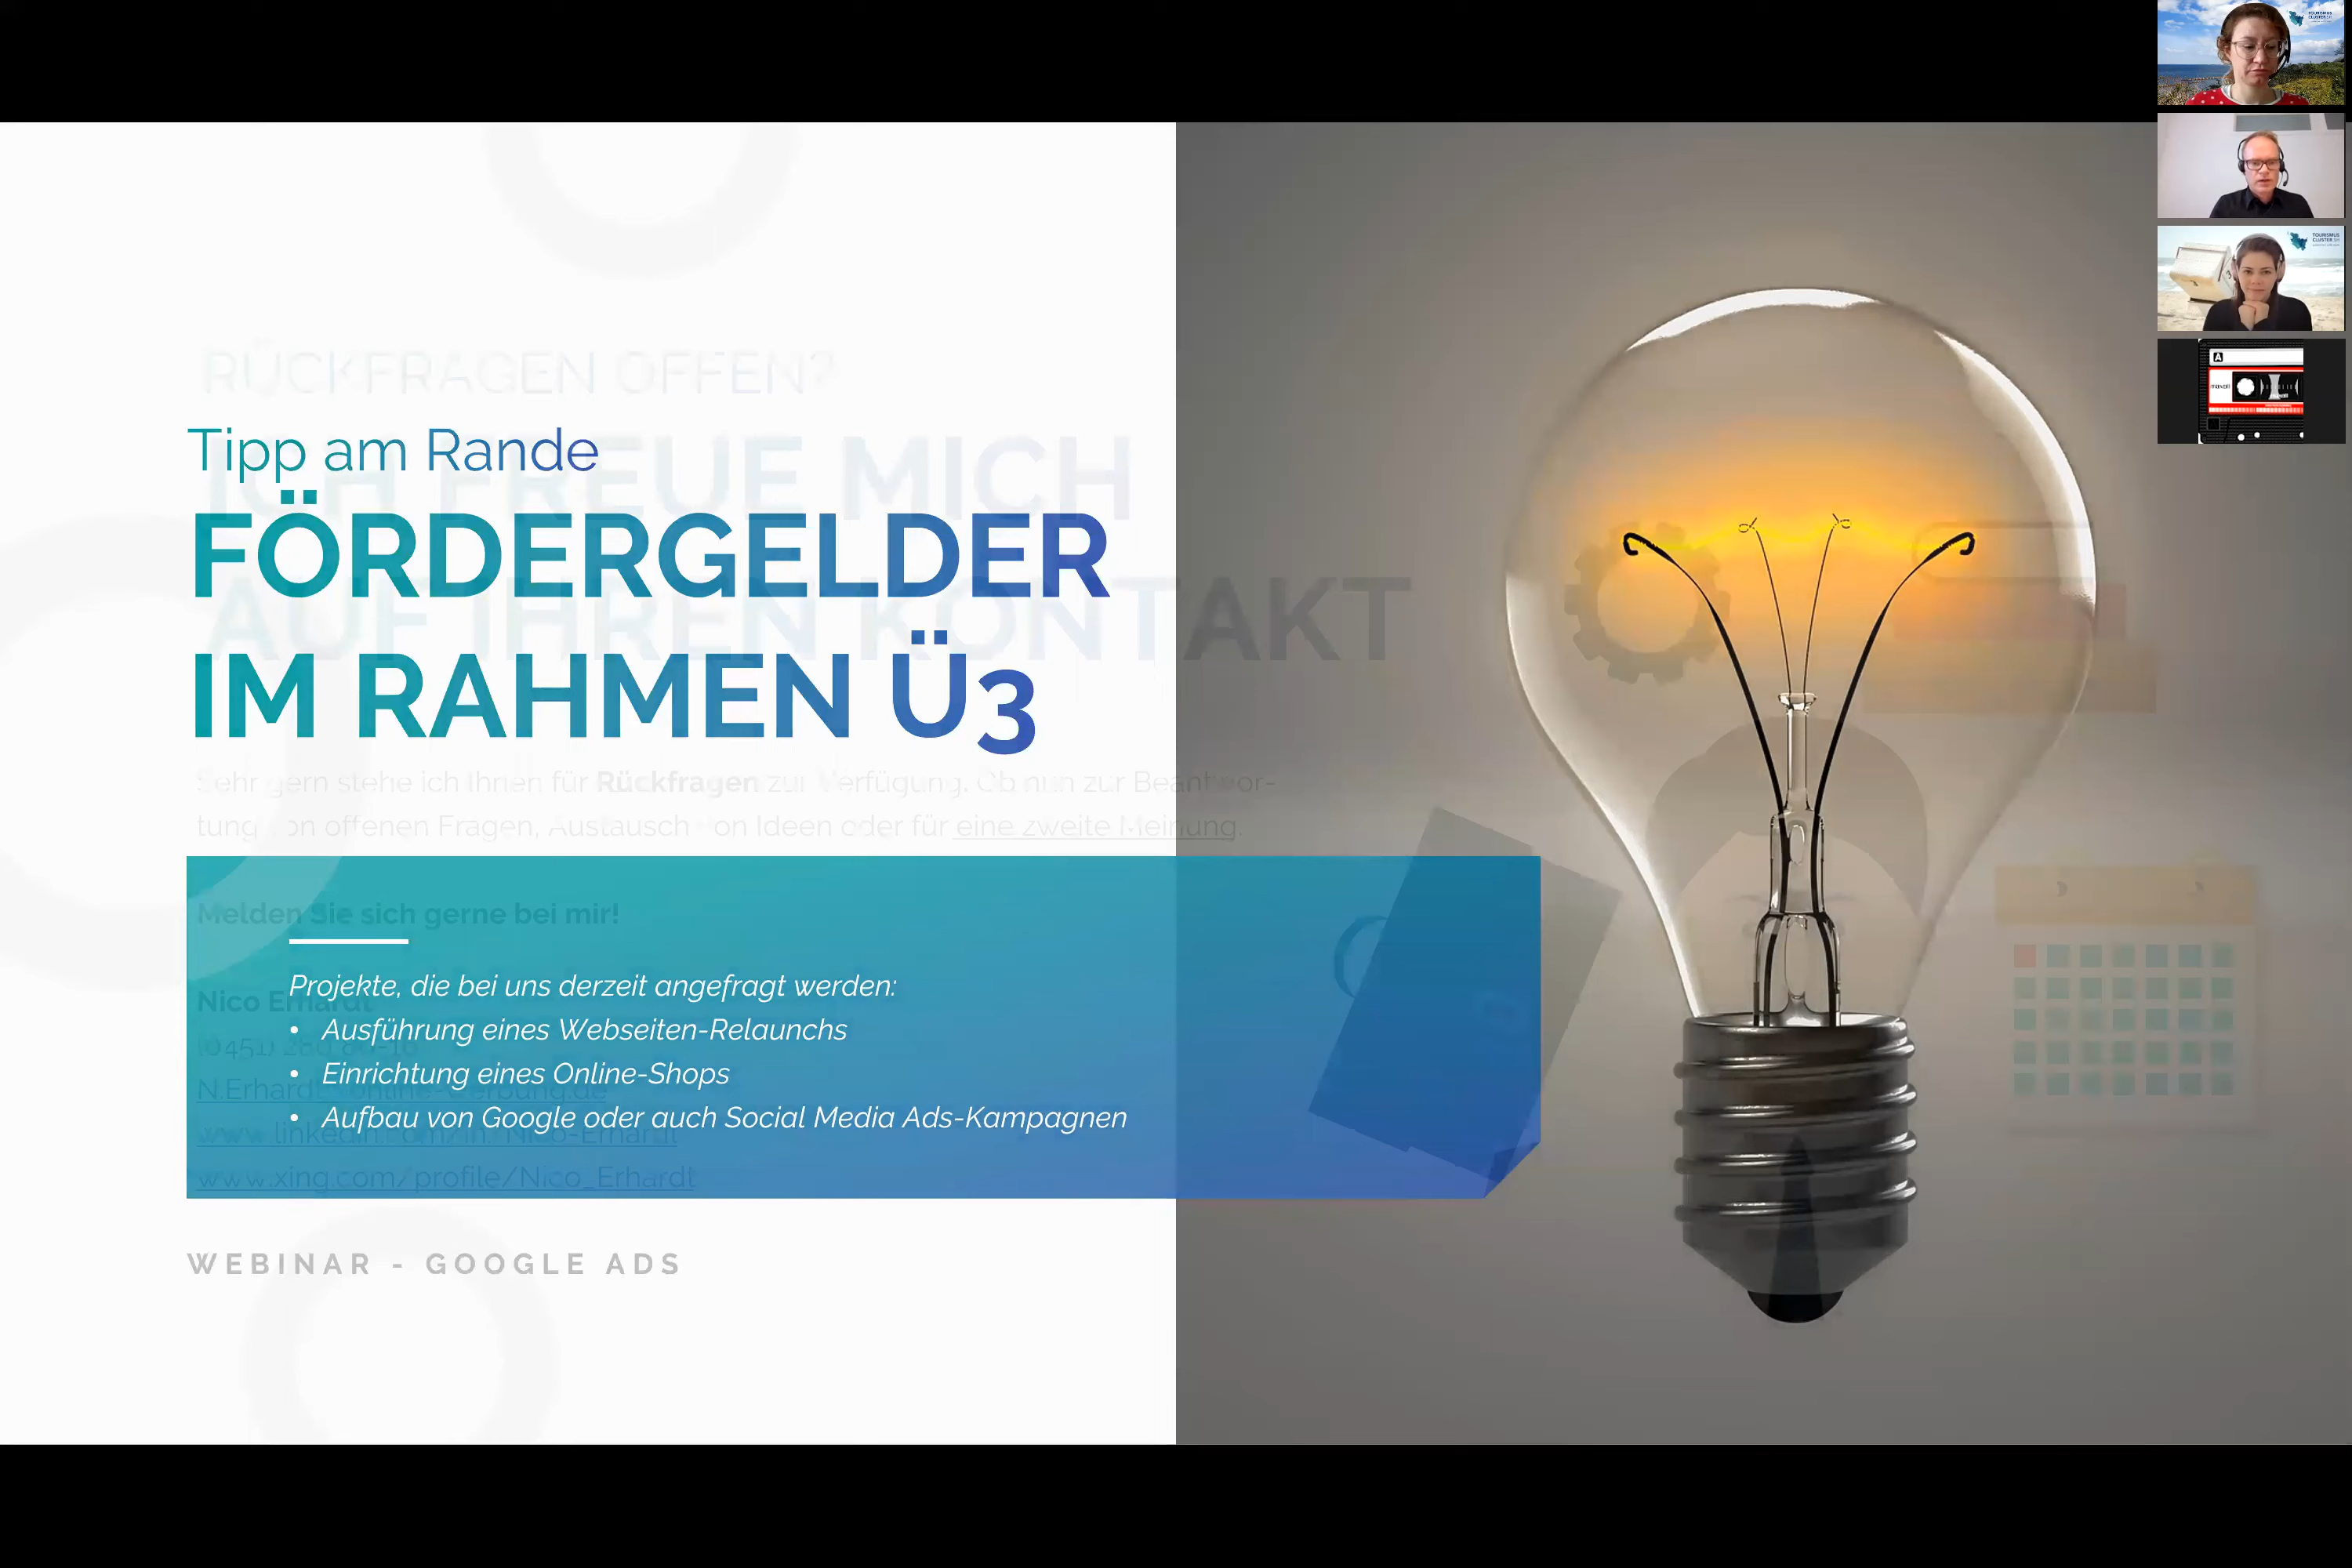 RÜCKFRAGEN OFFEN?
Tipp am Rande
ICH FREUE MICH
FÖRDERGELDER
AUF IHREN KONTAKT
IM RAHMEN Ü3
Sehr gern stehe ich Ihnen für Rückfragen zur Verfügung. Ob nun zur Beantwor-
tung von offenen Fragen, Austausch von Ideen oder für eine zweite Meinung.
Melden Sie sich gerne bei mir!
Projekte, die bei uns derzeit angefragt werden:
Nico Erhardt
• Ausführung eines Webseiten-Relaunchs
• Einrichtung eines Online-Shops
• Aufbau von Google oder auch Social Media Ads-Kampagnen
www.linkedin.com/in/Nico-Erhardt
www.xing.com/profile/Nico_Erhardt
WEBINAR - GOOGLE ADS
TOURISMUS
CLUSTER SH
A
maxell